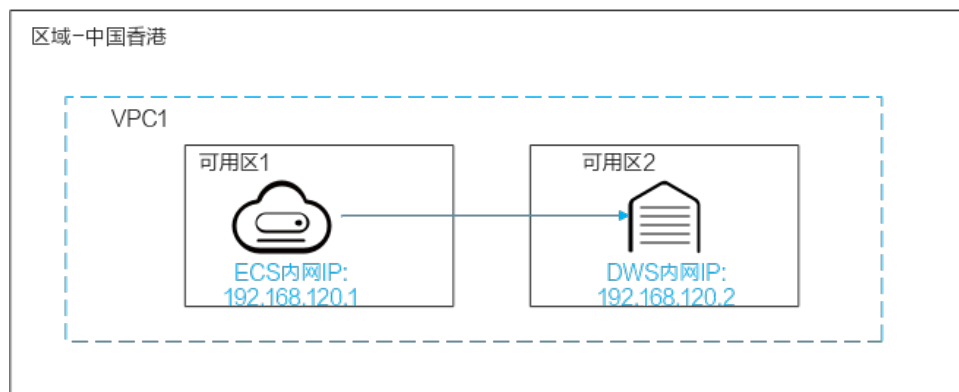 区域-中国香港
VPC1
可用区1
可用区2
ECS内网IP:
192.168.120.1
DWS内网IP:
192.168.120.2